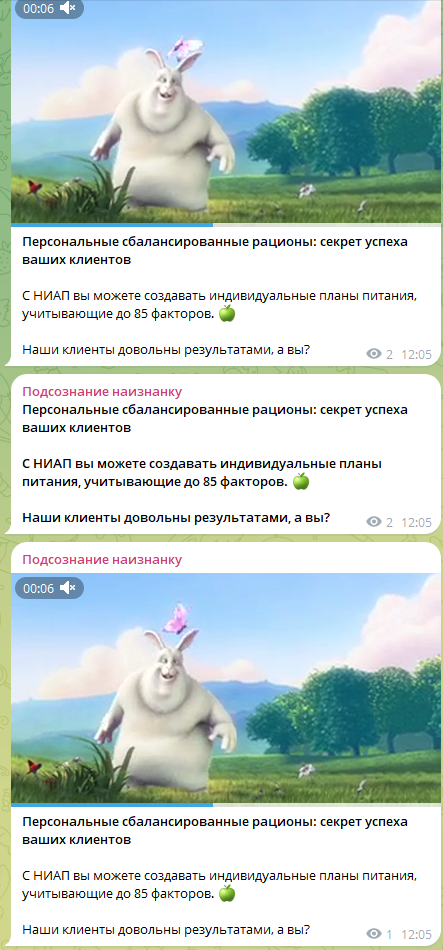 00:06
Персональные сбалансированные рационы: секрет успеха
ваших клиентов
С НИАП вы можете создавать индивидуальные планы питания,
учитывающие до 85 факторов. 🍏
Наши клиенты довольны результатами, а вы?
2 12:05
Подсознание наизнанку
Персональные сбалансированные рационы: секрет успеха
ваших клиентов
С НИАП вы можете создавать индивидуальные планы
питания, учитывающие до 85 факторов. 🍏
Наши клиенты довольны результатами, а вы?
2 12:05
Подсознание наизнанку
00:06
Персональные сбалансированные рационы: секрет успеха
ваших клиентов
С НИАП вы можете создавать индивидуальные планы питания,
учитывающие до 85 факторов. 🍏
Наши клиенты довольны результатами, а вы?
1 12:05